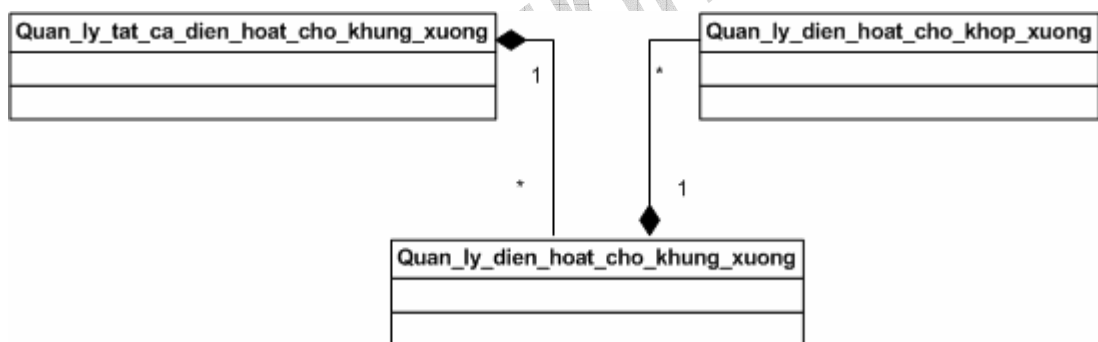 Quan_ly_tat_ca_dien_hoat_cho_khung_xuong
Quan_ly_dien_hoat_cho_khop_xuong
1
*
*
1
Quan_ly_dien_hoat_cho_khung_xuong